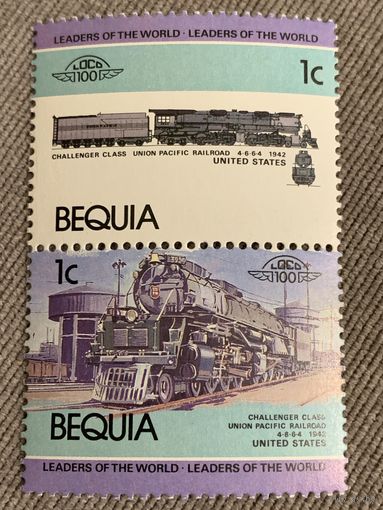 LEADERS OF THE WORLD · LEADERS OF THE WORLD
LOCO
100
1c
CHALLENGER CLASS UNION PACIFIC RAILROAD 4-6-6-4 1942
UNITED STATES
BEQUIA
1c
LOCO
100
BEQUIA
CHALLENGER CLASS
UNION PACIFIC RAILROAD
4-6-6-4 1942
UNITED STATES
LEADERS OF THE WORLD · LEADERS OF THE WORLD